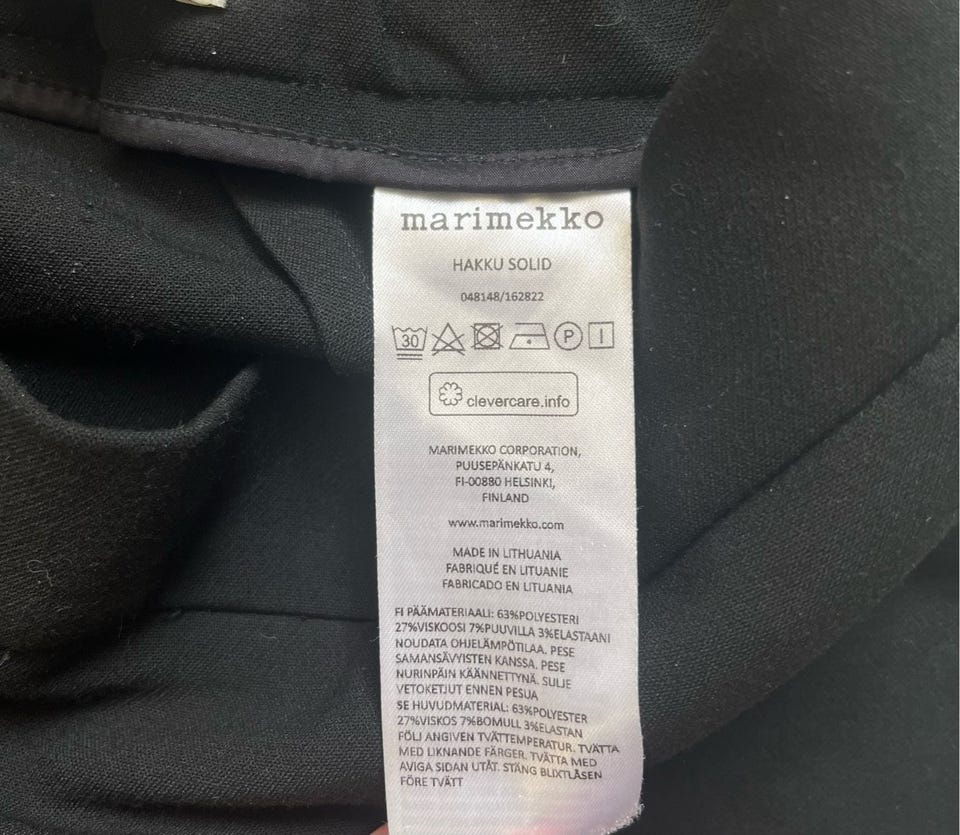 marimekko
HAKKU SOLID
048148/162822
30 P
clevercare.info
MARIMEKKO CORPORATION,
PUUSEPÄNKATU 4,
FI-00880 HELSINKI,
FINLAND
www.marimekko.com
MADE IN LITHUANIA
FABRIQUÉ EN LITUANIE
FABRICADO EN LITUANIA
FI PÄÄMATERIAALI: 63%POLYESTERI
27%VISKOOSI 7%PUUVILLA 3%ELASTAANI
NOUDATA OHJELÄMPÖTILAA. PESE
SAMANSÄVYISTEN KANSSA. PESE
NURINPÄIN KÄÄNNETTYNÄ. SULJE
VETOKETJUT ENNEN PESUA
SE HUVUDMATERIAL: 63%POLYESTER
27%VISKOS 7%BOMULL 3%ELASTAN
FÖLJ ANGIVEN TVÄTTEMPERATUR. TVÄTTA
MED LIKNANDE FÄRGER. TVÄTTA MED
AVIGA SIDAN UTÅT. STÄNG BLIXTLÅSEN
FÖRE TVÄTT